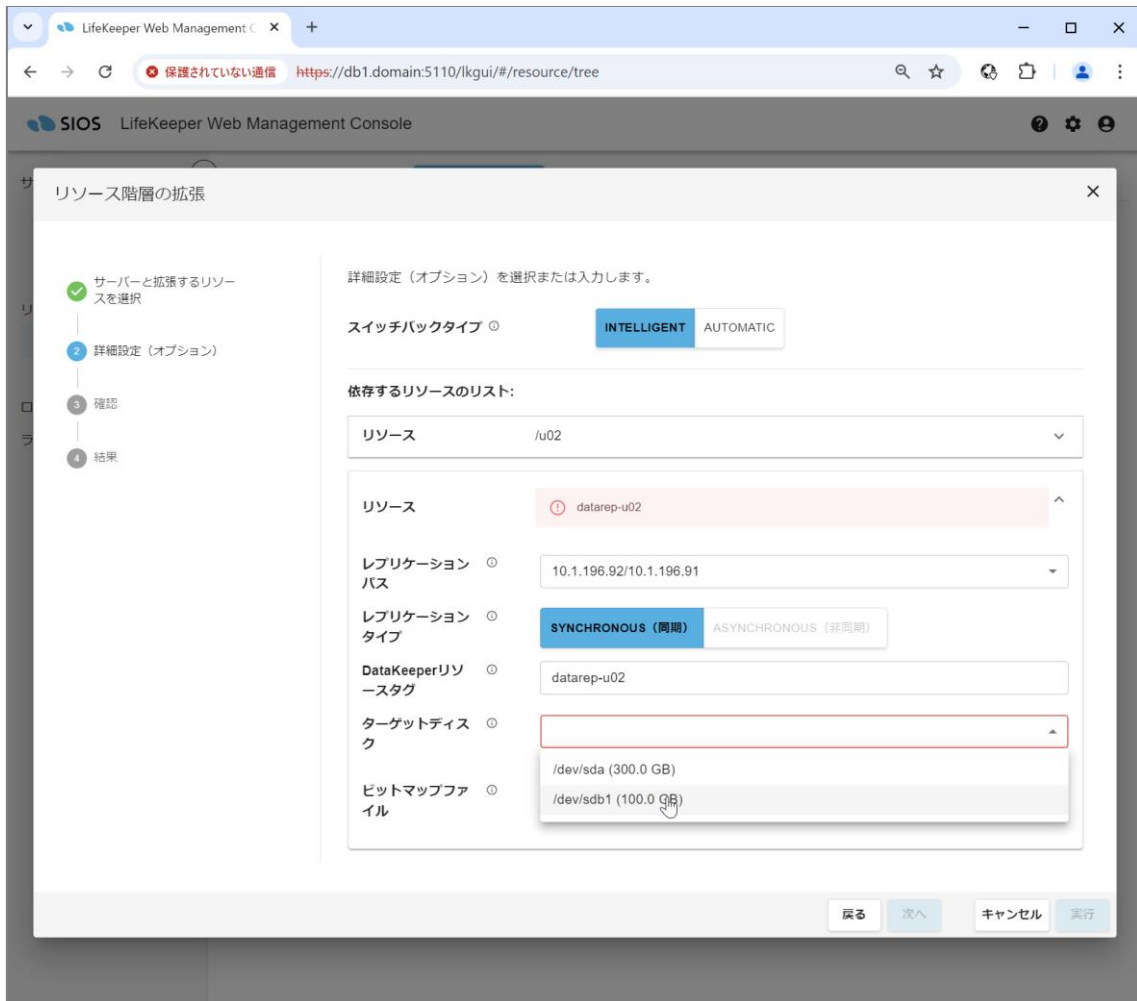 LifeKeeper Web Management C
保護されていない通信 https://db1.domain:5110/lkgui/#/resource/tree
SIOS LifeKeeper Web Management Console
サ
リ
ロ
ラ
リソース階層の拡張
サーバーと拡張するリソー
スを選択
2 詳細設定（オプション）
3 確認
4 結果
詳細設定（オプション）を選択または入力します。
スイッチバックタイプ INTELLIGENT AUTOMATIC
依存するリソースのリスト:
リソース /u02
リソース datarep-u02
レプリケーション
パス
10.1.196.92/10.1.196.91
レプリケーション
タイプ
SYNCHRONOUS（同期） ASYNCHRONOUS（非同期）
DataKeeperリソ
ースタグ
datarep-u02
ターゲットディス
ク
/dev/sda (300.0 GB)
/dev/sdb1 (100.0 GB)
ビットマップファ
イル
戻る 次へ キャンセル 実行